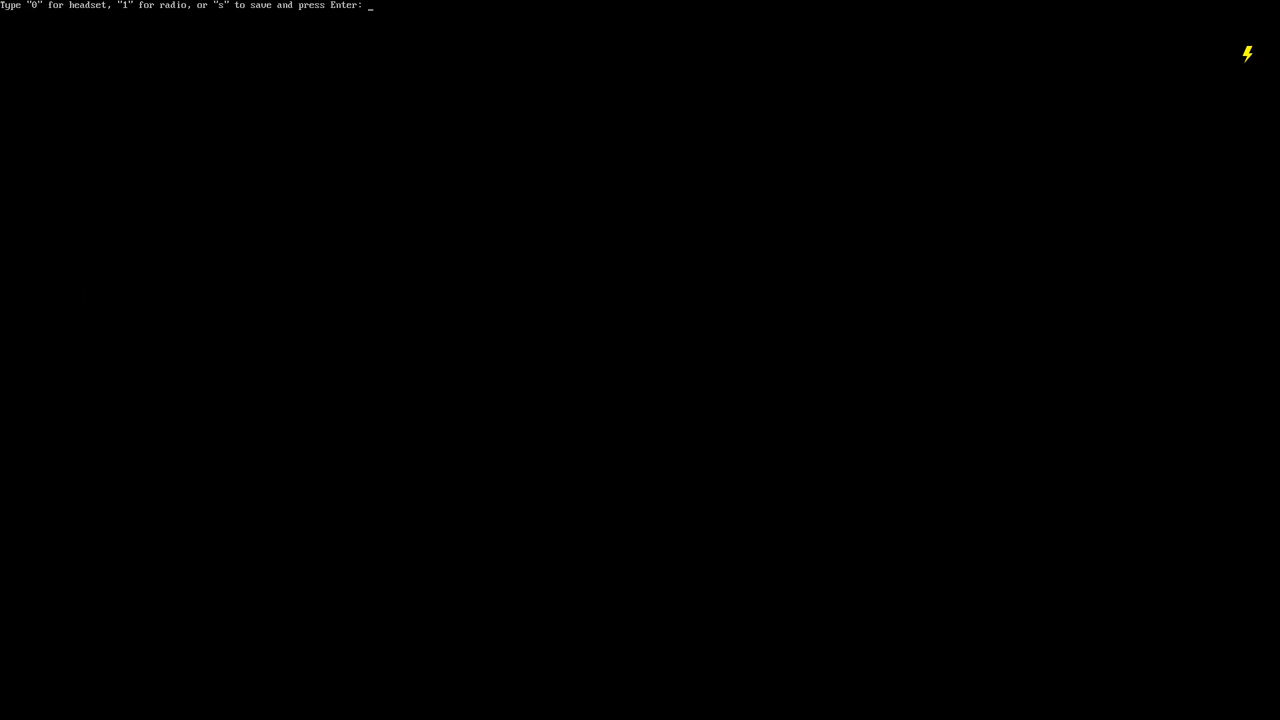 Type "0" for headset, "1" for radio, or "s" to save and press Enter: _